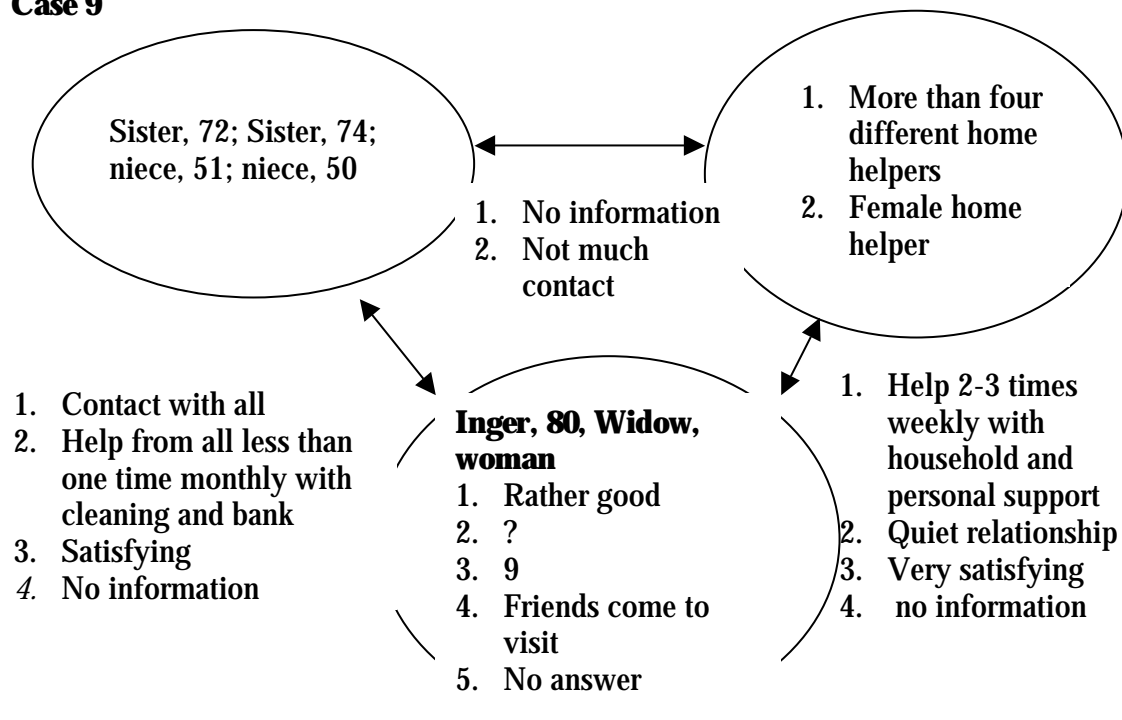 Case 9
Sister, 72; Sister, 74;
niece, 51; niece, 50
1. More than four
different home
helpers
2. Female home
helper
1. No information
2. Not much
contact
1. Contact with all
2. Help from all less than
one time monthly with
cleaning and bank
3. Satisfying
4. No information
Inger, 80, Widow,
woman
1. Rather good
2. ?
3. 9
4. Friends come to
visit
5. No answer
1. Help 2-3 times
weekly with
household and
personal support
2. Quiet relationship
3. Very satisfying
4. no information